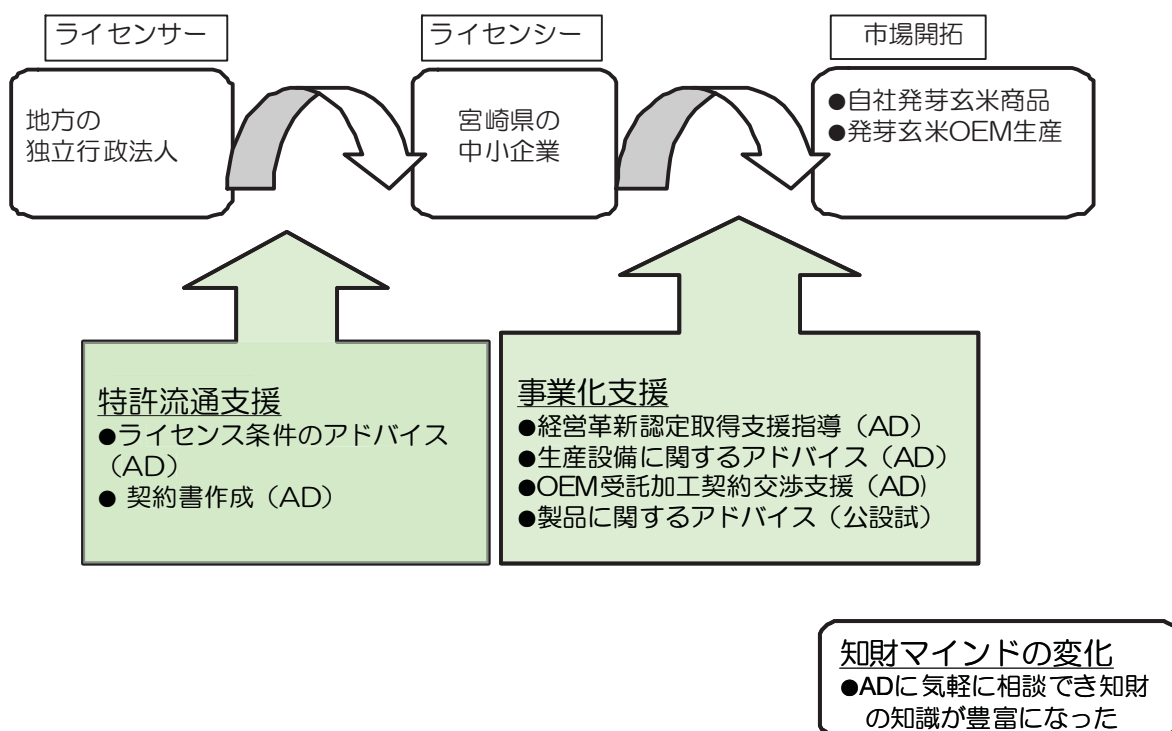 ライセンサー
ライセンシー
市場開拓
地方の
独立行政法人
宮崎県の
中小企業
●自社発芽玄米商品
●発芽玄米OEM生産
特許流通支援
●ライセンス条件のアドバイス
（AD）
● 契約書作成（AD）
事業化支援
●経営革新認定取得支援指導（AD）
●生産設備に関するアドバイス（AD）
●OEM受託加工契約交渉支援（AD)
●製品に関するアドバイス（公設試）
知財マインドの変化
●ADに気軽に相談でき知財
の知識が豊富になった